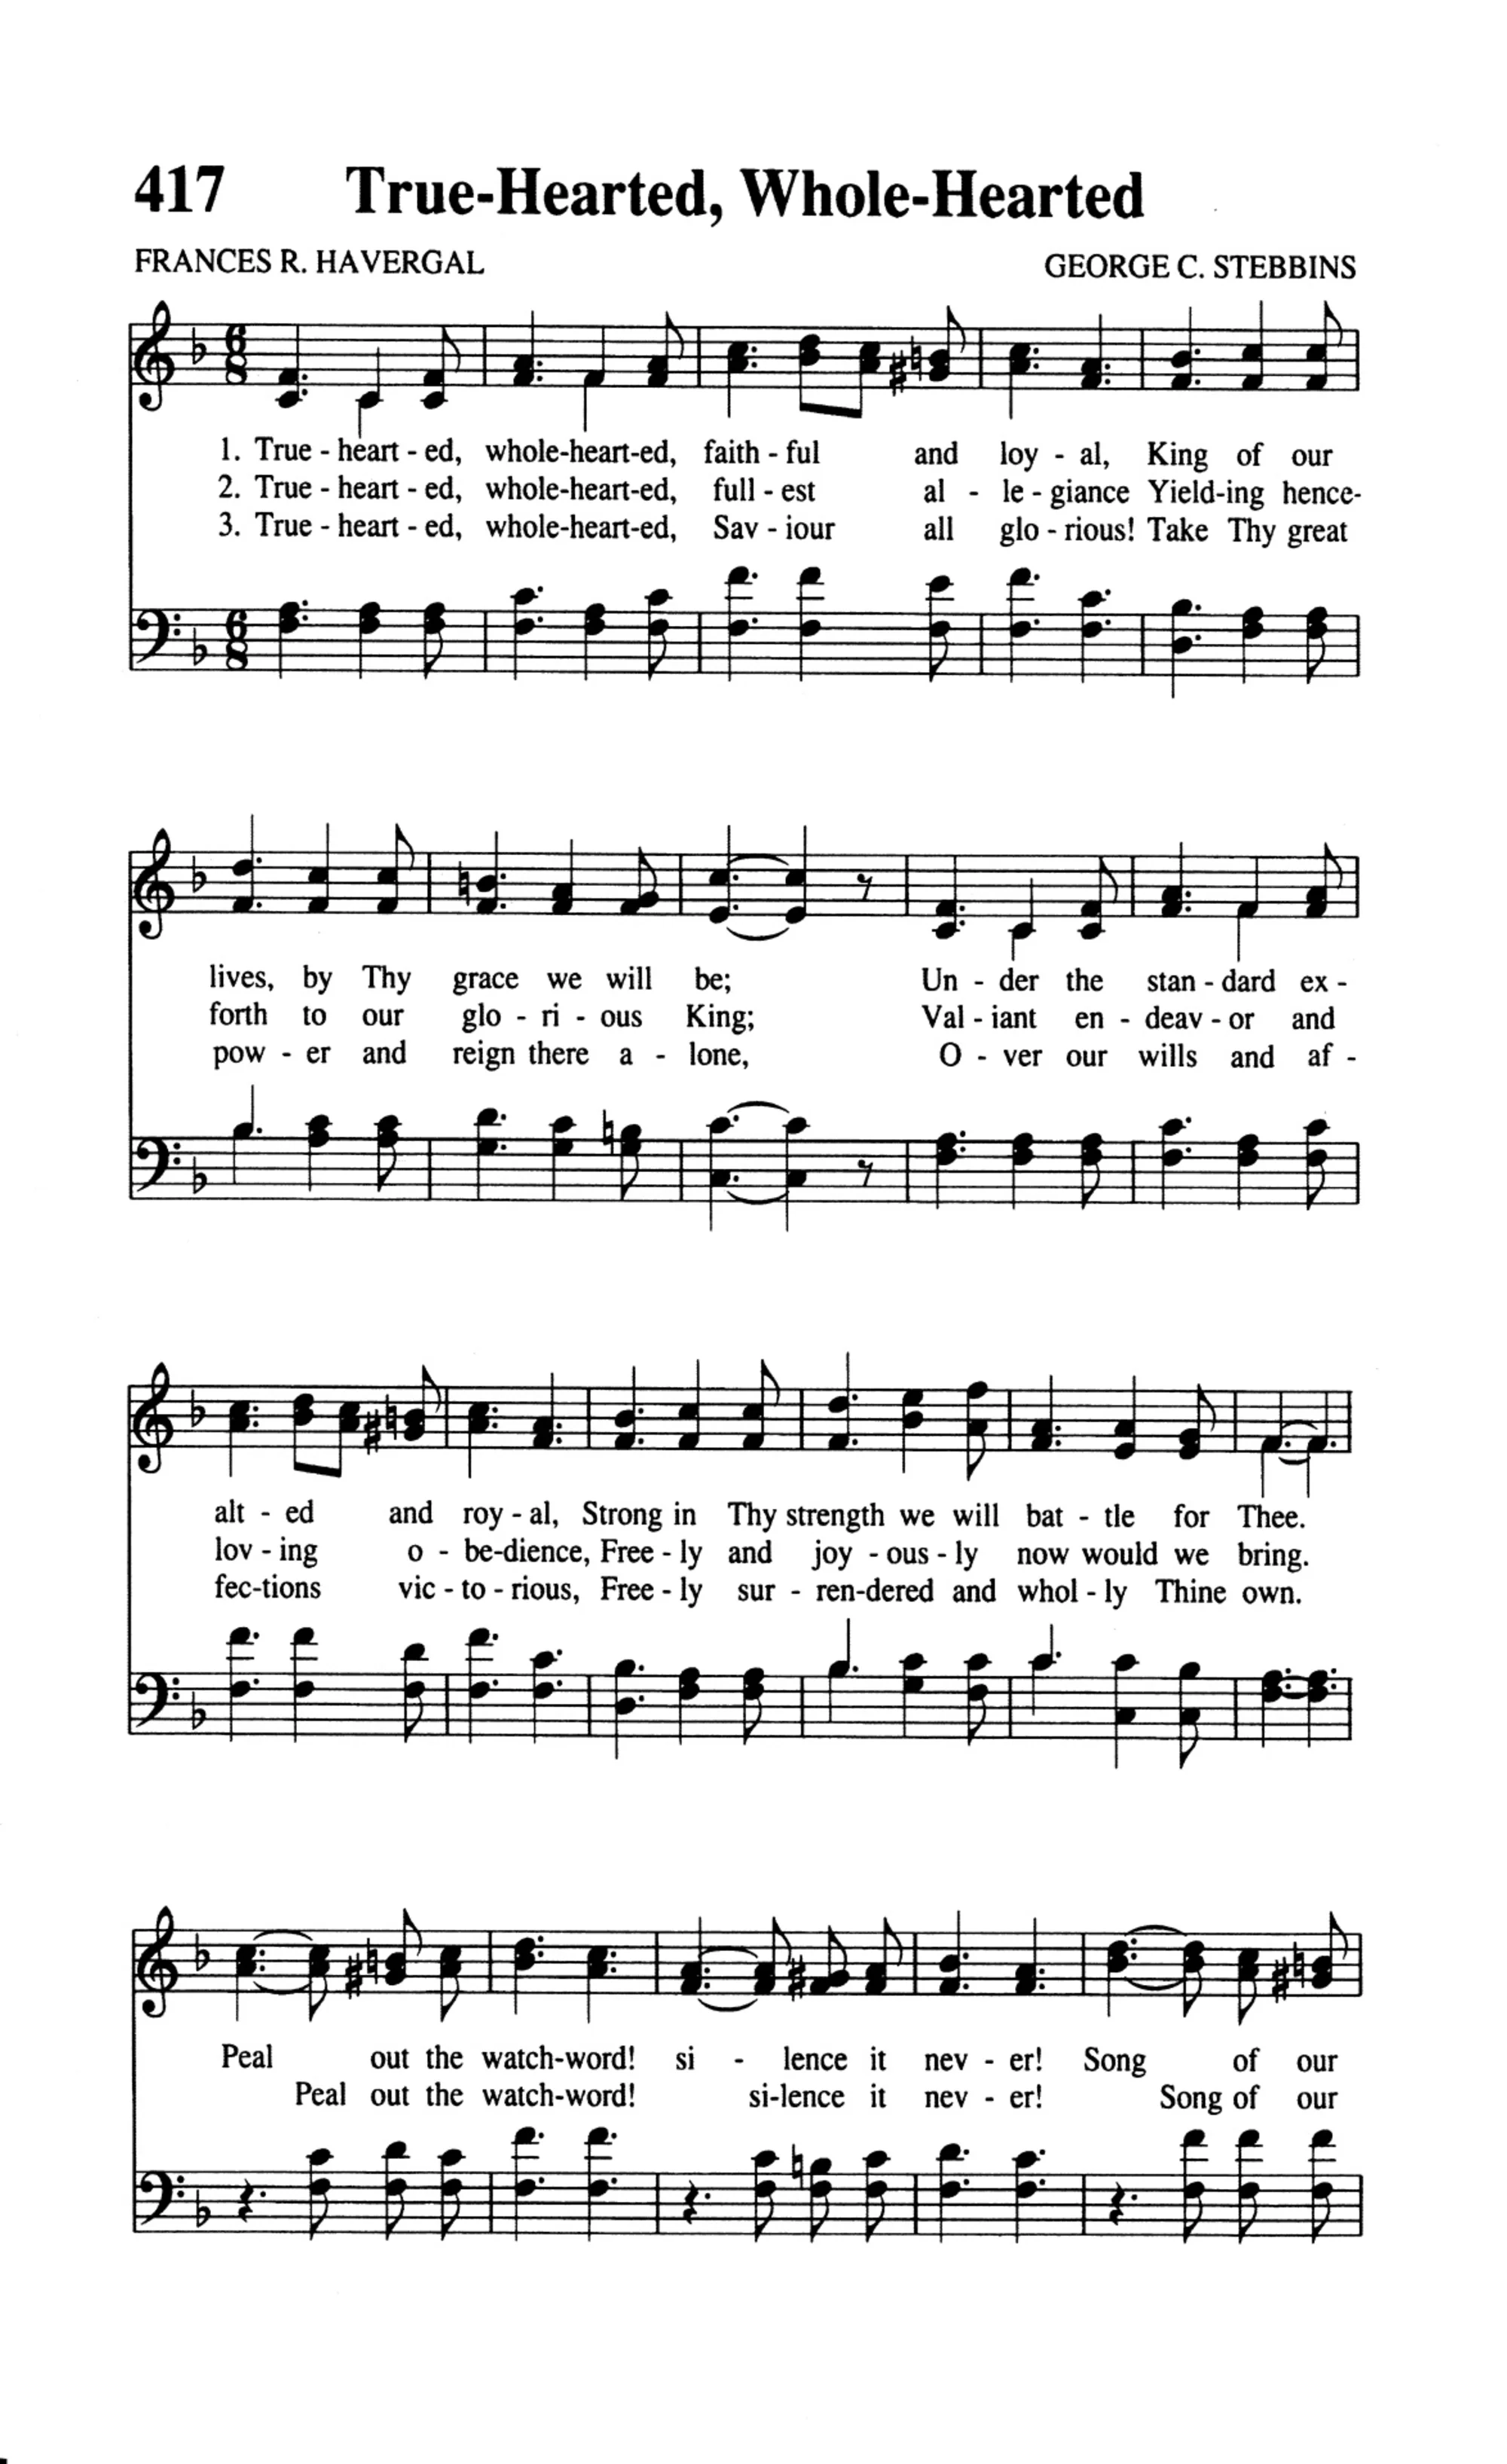 417 True-Hearted, Whole-Hearted
FRANCES R. HAVERGAL GEORGE C. STEBBINS
1. True - heart - ed, whole-heart-ed, faith - ful and loy - al, King of our
2. True - heart - ed, whole-heart-ed, full - est al - le - giance Yield-ing hence-
3. True - heart - ed, whole-heart-ed, Sav - iour all glo - rious! Take Thy great
lives, by Thy grace we will be; Un - der the stan - dard ex -
forth to our glo - ri - ous King; Val - iant en - deav - or and
pow - er and reign there a - lone, O - ver our wills and af -
alt - ed and roy - al, Strong in Thy strength we will bat - tle for Thee.
lov - ing o - be-dience, Free - ly and joy - ous - ly now would we bring.
fec-tions vic - to - rious, Free - ly sur - ren-dered and whol - ly Thine own.
Peal out the watch-word! si - lence it nev - er! Song of our
Peal out the watch-word! si-lence it nev - er! Song of our